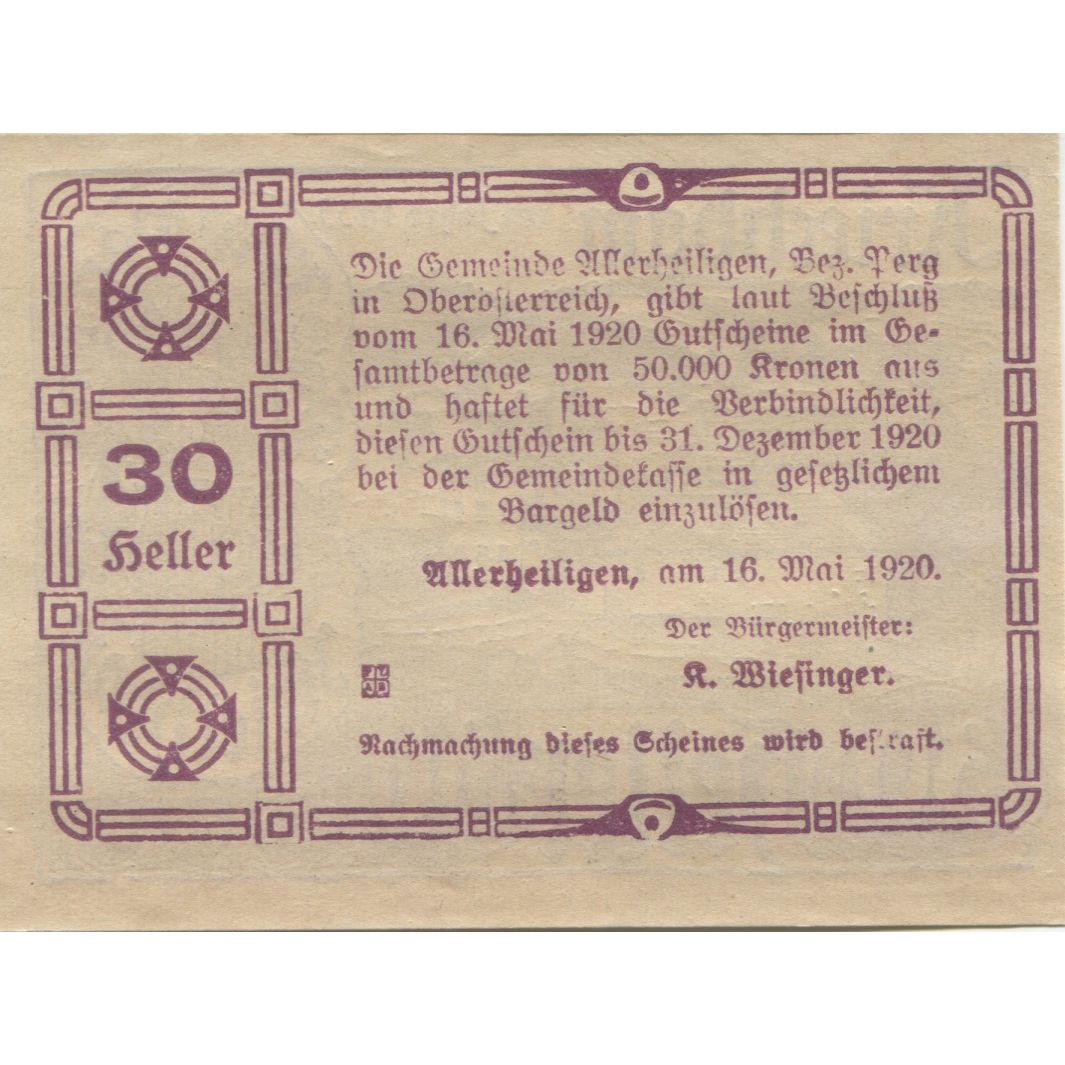 Die Gemeinde Allerheiligen, Bez. Perg
in Oberösterreich, gibt laut Beschluß
vom 16. Mai 1920 Gutscheine im Ge-
samtbetrage von 50.000 Kronen aus
und haftet für die Verbindlichkeit,
diesen Gutschein bis 31. Dezember 1920
bei der Gemeindekasse in gesetzlichem
Bargeld einzulösen.
30
Heller
Allerheiligen, am 16. Mai 1920.
Der Bürgermeister:
K. Wiesinger.
Nachmachung dieses Scheines wird bestraft.